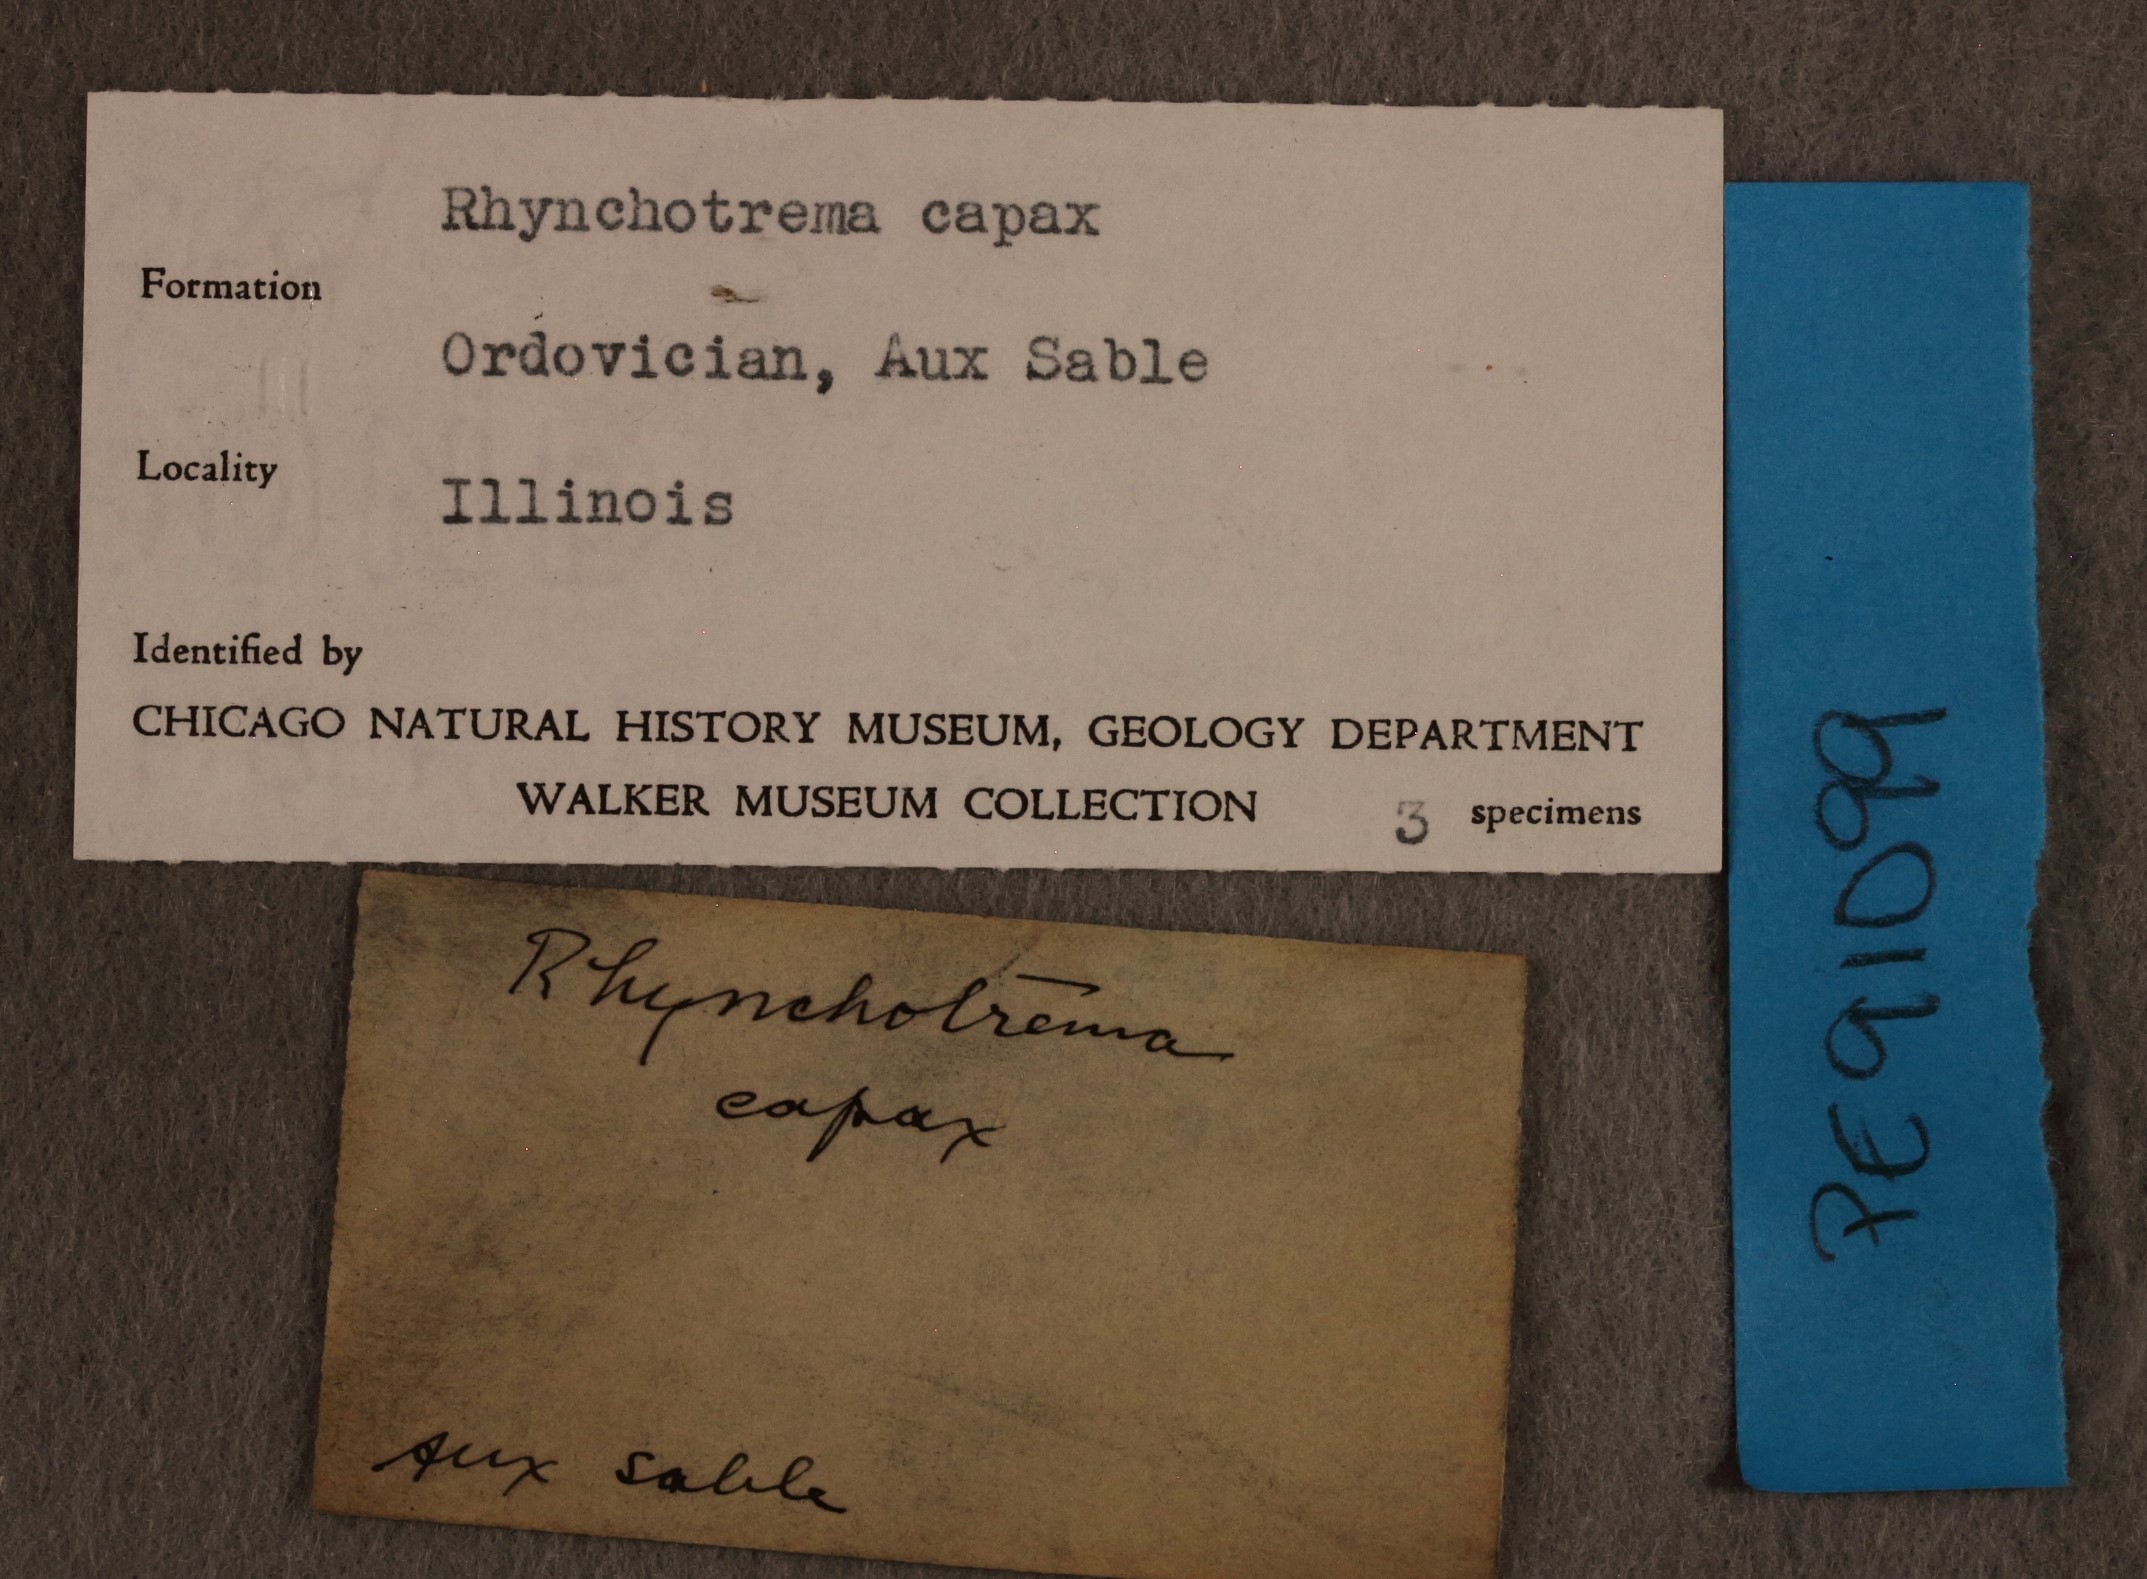 Rhynchotrema capax
Formation
Ordovician, Aux Sable
Locality
Illinois
Identified by
CHICAGO NATURAL HISTORY MUSEUM, GEOLOGY DEPARTMENT
WALKER MUSEUM COLLECTION 3 specimens
Rhynchotrema
capax
Aux sable
PE91099